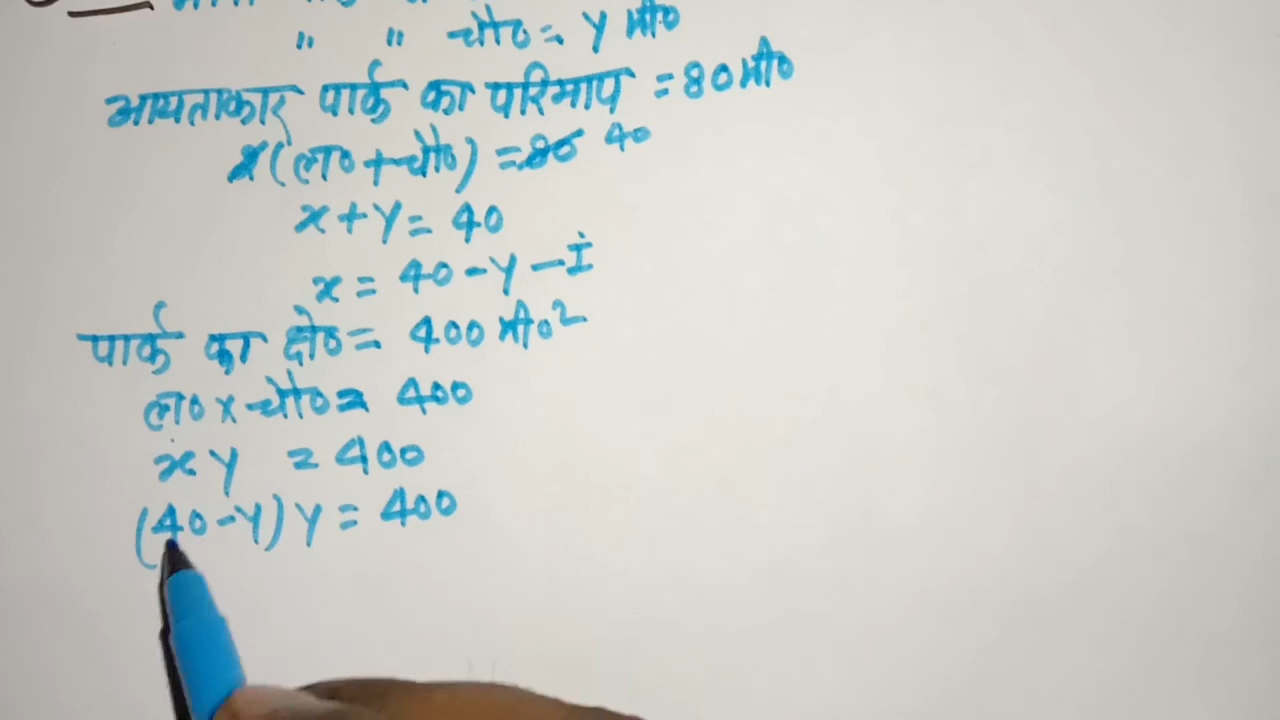 " " चौ० = y मी०
आयताकार पार्क का परिमाप = 80 मी०
2(ल० + चौ०) = 80 40
x + y = 40
x = 40 - y - I
पार्क का क्षे० = 400 मी०²
ल० x चौ० = 400
xy = 400
(40 - y) y = 400